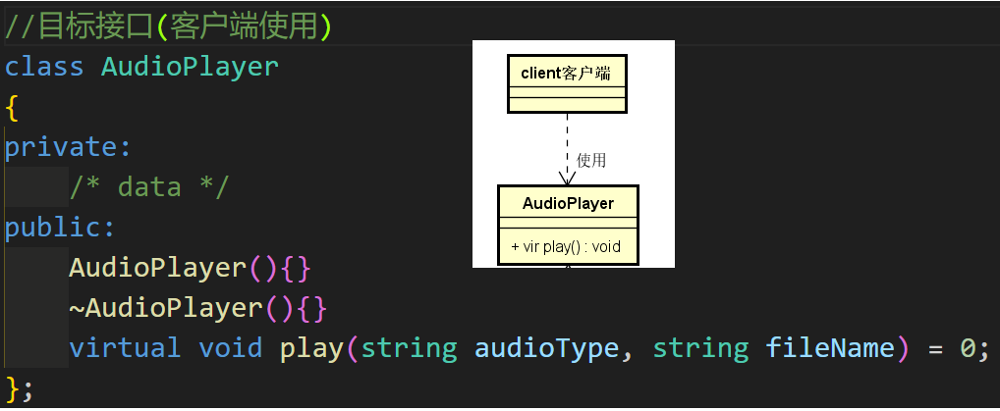 //目标接口(客户端使用)
class AudioPlayer
{
private:
/* data */
public:
AudioPlayer(){}
~AudioPlayer(){}
virtual void play(string audioType, string fileName) = 0;
};
client客户端
使用
AudioPlayer
+ vir play() : void